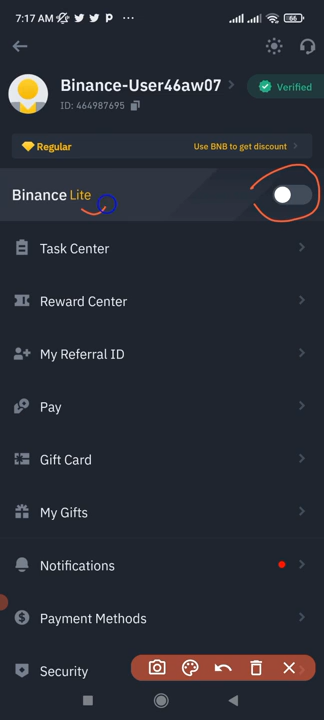 7:17 AM
66
Binance-User46aw07
Verified
ID: 464987695
Regular
Use BNB to get discount
Binance Lite
Task Center
Reward Center
My Referral ID
Pay
Gift Card
My Gifts
Notifications
Payment Methods
Security